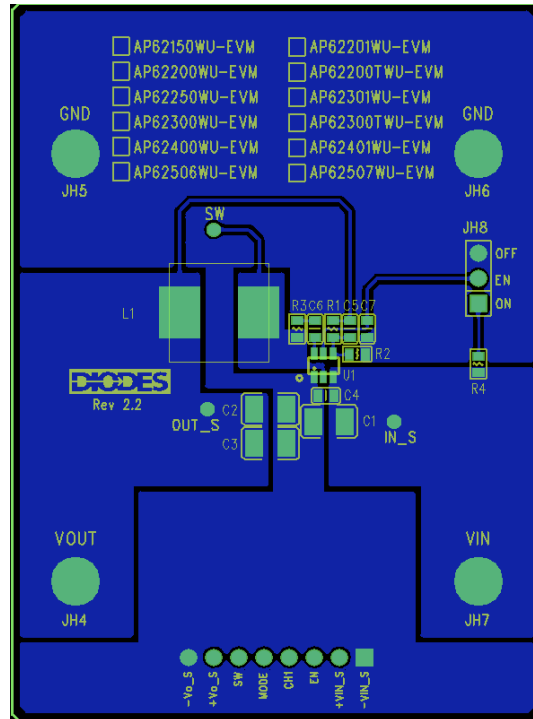 AP62150WU-EVM AP62201WU-EVM
AP62200WU-EVM AP62200TWU-EVM
AP62250WU-EVM AP62301WU-EVM
AP62300WU-EVM AP62300TWU-EVM
AP62400WU-EVM AP62401WU-EVM
AP62506WU-EVM AP62507WU-EVM
GND GND
JH5 JH6
SW
JH8
OFF
EN
ON
L1
R3 C6 R1 C5 C7
R2
U1
R4
DIODES
Rev 2.2
C4
C2 C1
OUT_S IN_S
C3
VOUT VIN
JH4 JH7
-Vo_S +Vo_S SW MODE CH1 EN +VIN_S -VIN_S